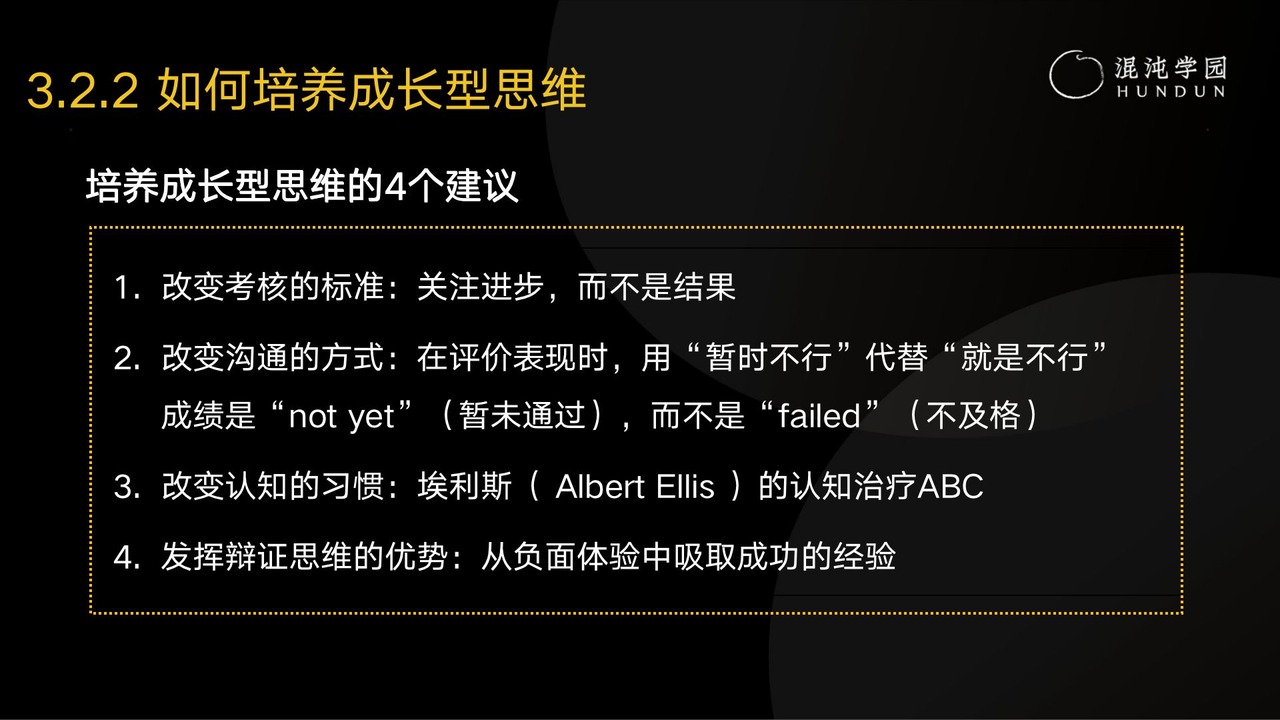 3.2.2 如何培养成长型思维
混沌学园
HUNDUN
培养成长型思维的4个建议
1. 改变考核的标准：关注进步，而不是结果
2. 改变沟通的方式：在评价表现时，用“暂时不行”代替“就是不行”
成绩是“not yet”（暂未通过），而不是“failed”（不及格）
3. 改变认知的习惯：埃利斯（ Albert Ellis ）的认知治疗ABC
4. 发挥辩证思维的优势：从负面体验中吸取成功的经验